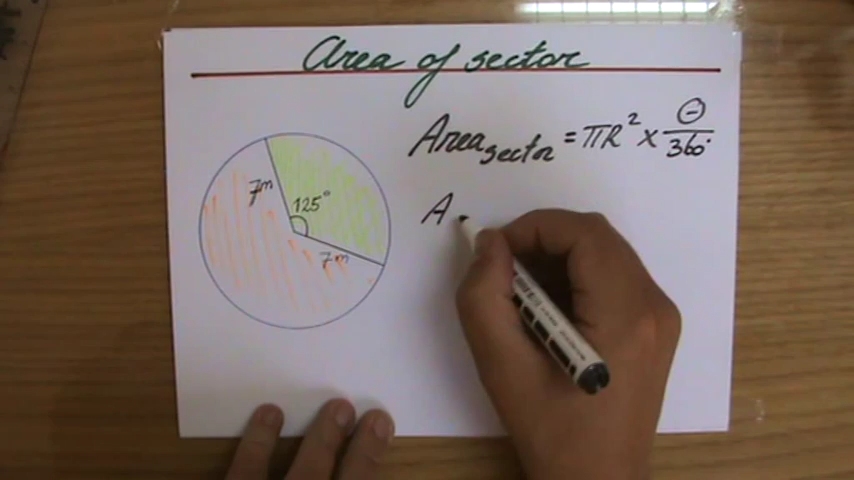 Area of sector
Area sector = πR² × Θ/360°
7m
125°
7m
A